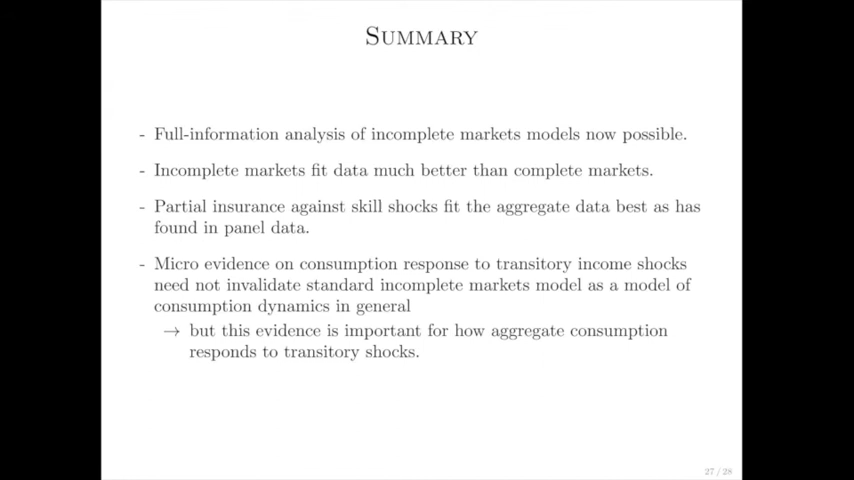 SUMMARY
- Full-information analysis of incomplete markets models now possible.
- Incomplete markets fit data much better than complete markets.
- Partial insurance against skill shocks fit the aggregate data best as has
found in panel data.
- Micro evidence on consumption response to transitory income shocks
need not invalidate standard incomplete markets model as a model of
consumption dynamics in general
→ but this evidence is important for how aggregate consumption
responds to transitory shocks.
27 / 28